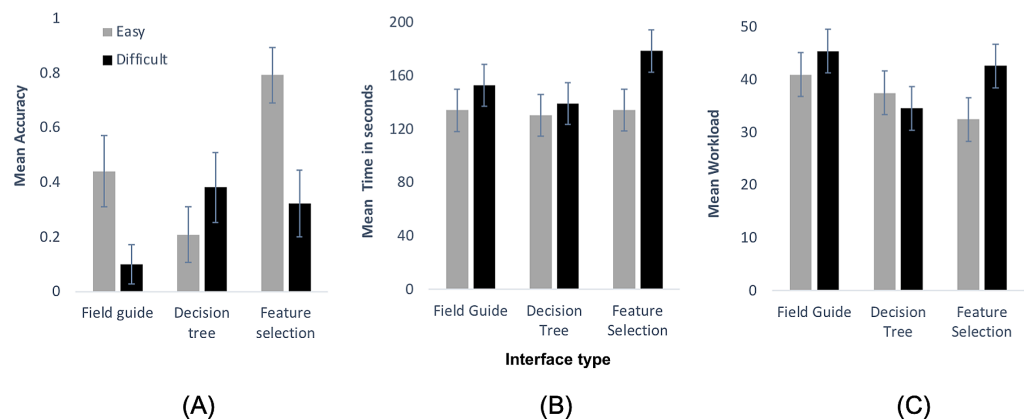 1
0.8
0.6
0.4
0.2
0
Mean Accuracy
Easy
Difficult
Field guide
Decision
tree
Feature
selection
(A)
200
160
120
80
40
0
Mean Time in seconds
Field Guide
Decision
Tree
Feature
Selection
Interface type
(B)
50
40
30
20
10
0
Mean Workload
Field Guide
Decision
Tree
Feature
Selection
(C)